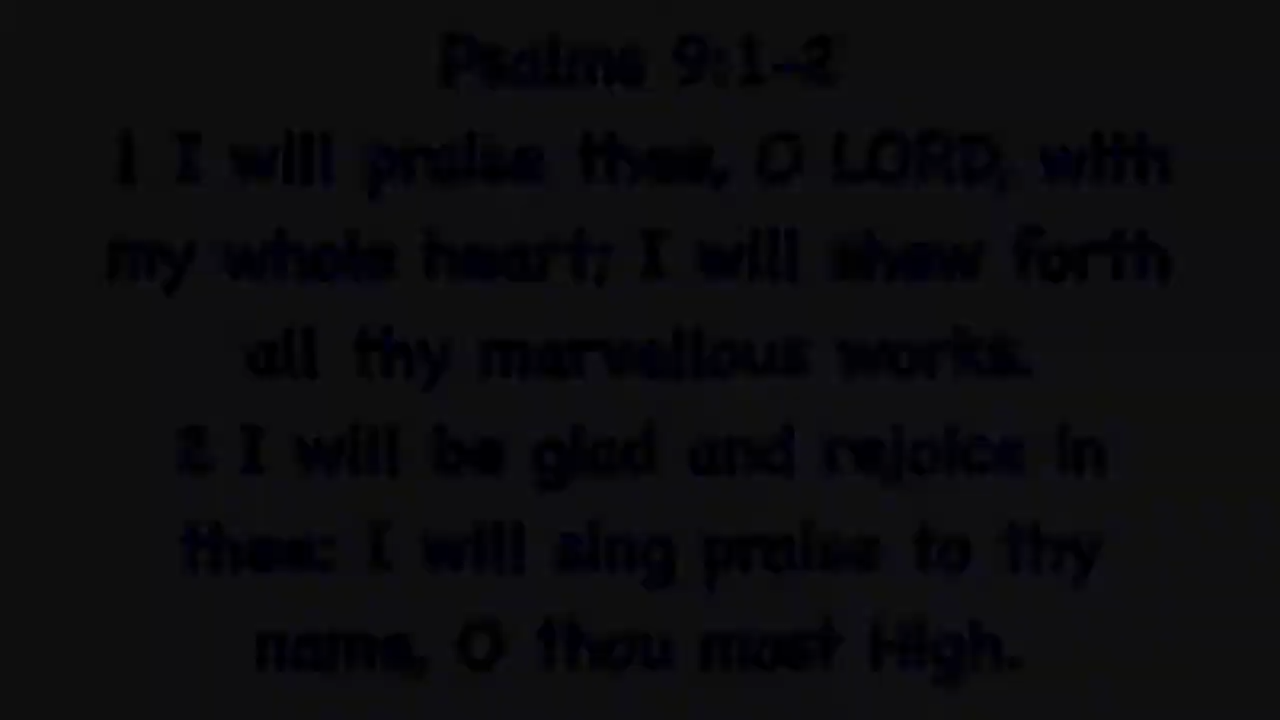 Psalms 9:1-2
1 I will praise thee, O LORD, with
my whole heart; I will shew forth
all thy marvellous works.
2 I will be glad and rejoice in
thee: I will sing praise to thy
name, O thou most High.